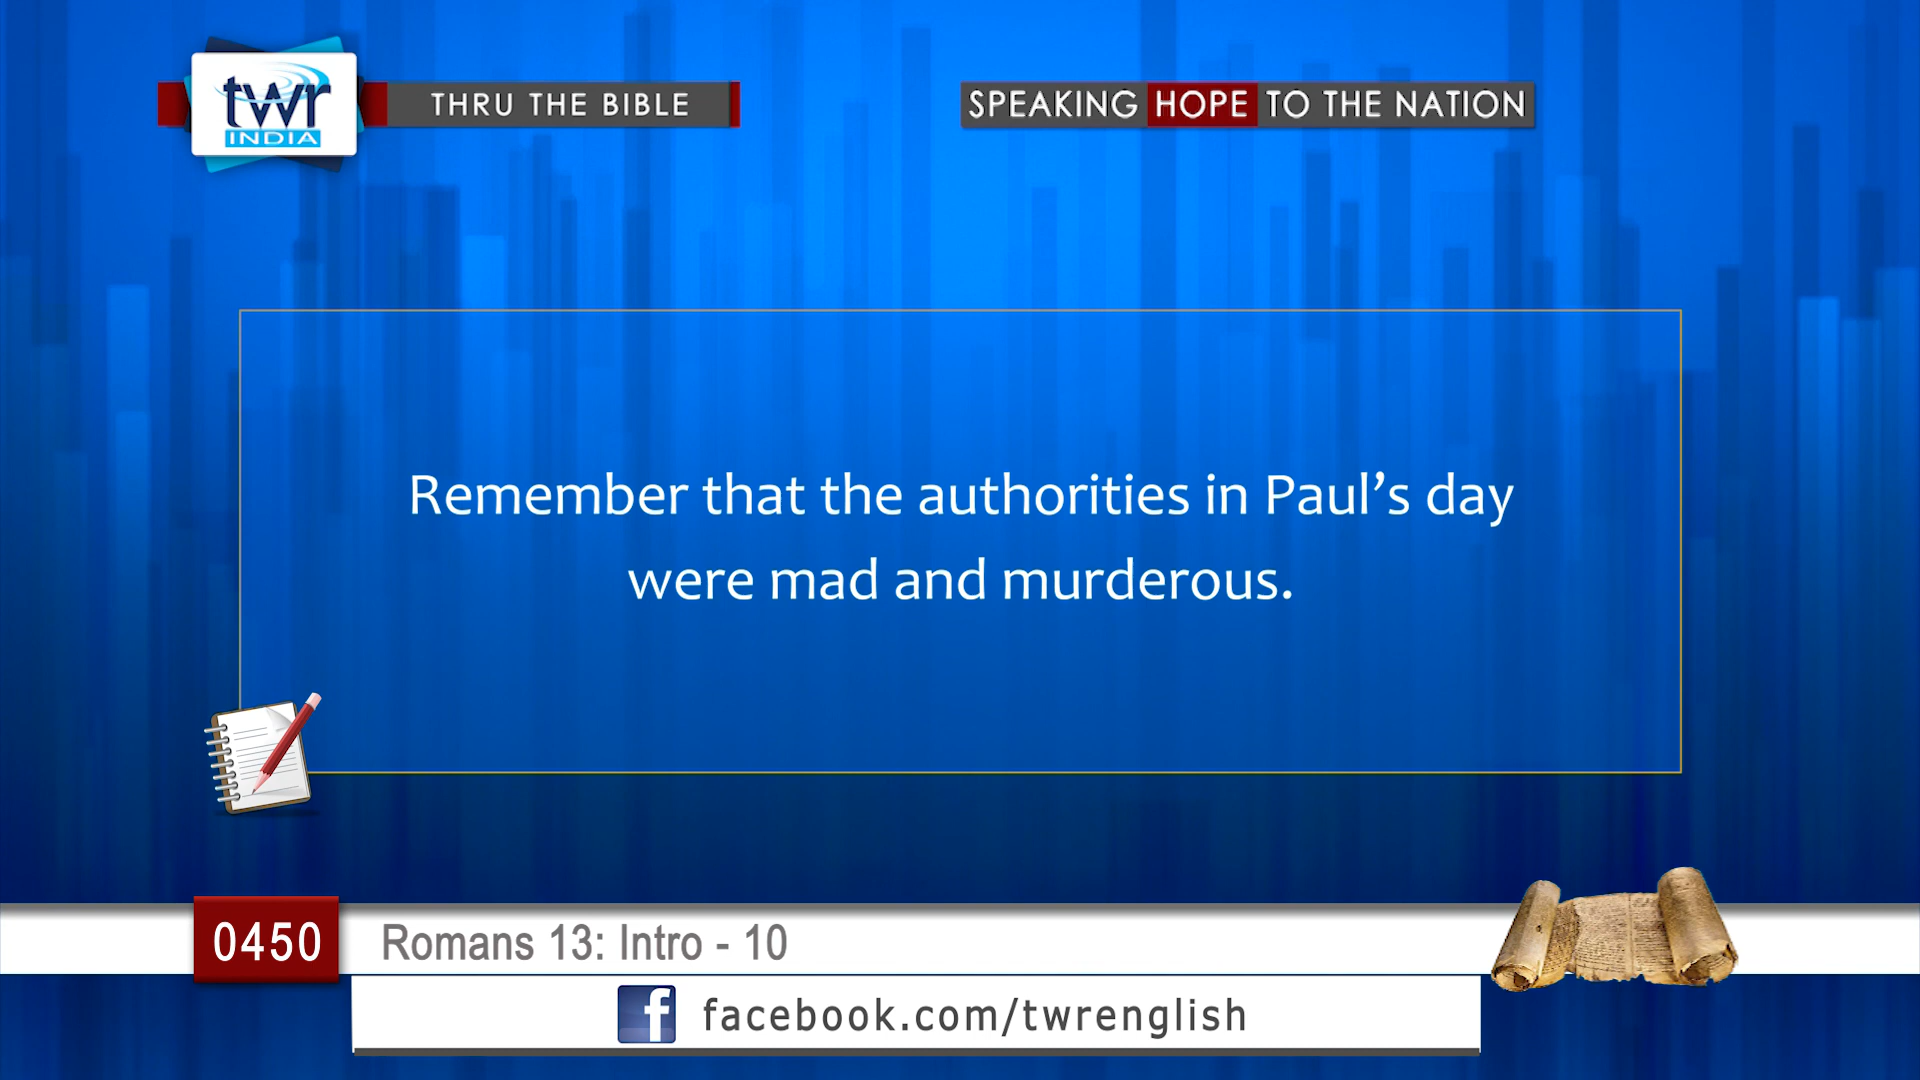 twr
INDIA
THRU THE BIBLE
SPEAKING HOPE TO THE NATION
Remember that the authorities in Paul’s day
were mad and murderous.
0450
Romans 13: Intro - 10
f
facebook.com/twrenglish